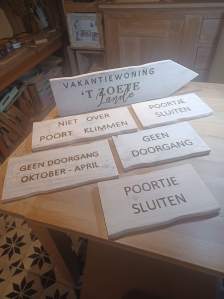 VAKANTIEWONING
'T ZOETE
Lande
NIET OVER
POORT KLIMMEN
POORTJE
SLUITEN
GEEN DOORGANG
OKTOBER - APRIL
GEEN
DOORGANG
POORTJE
SLUITEN